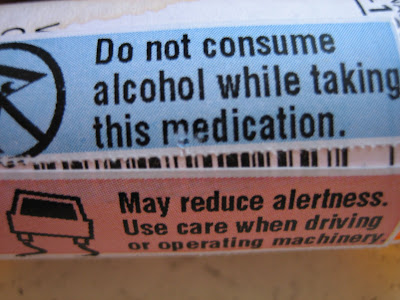 Do not consume
alcohol while taking
this medication.
May reduce alertness.
Use care when driving
or operating machinery.